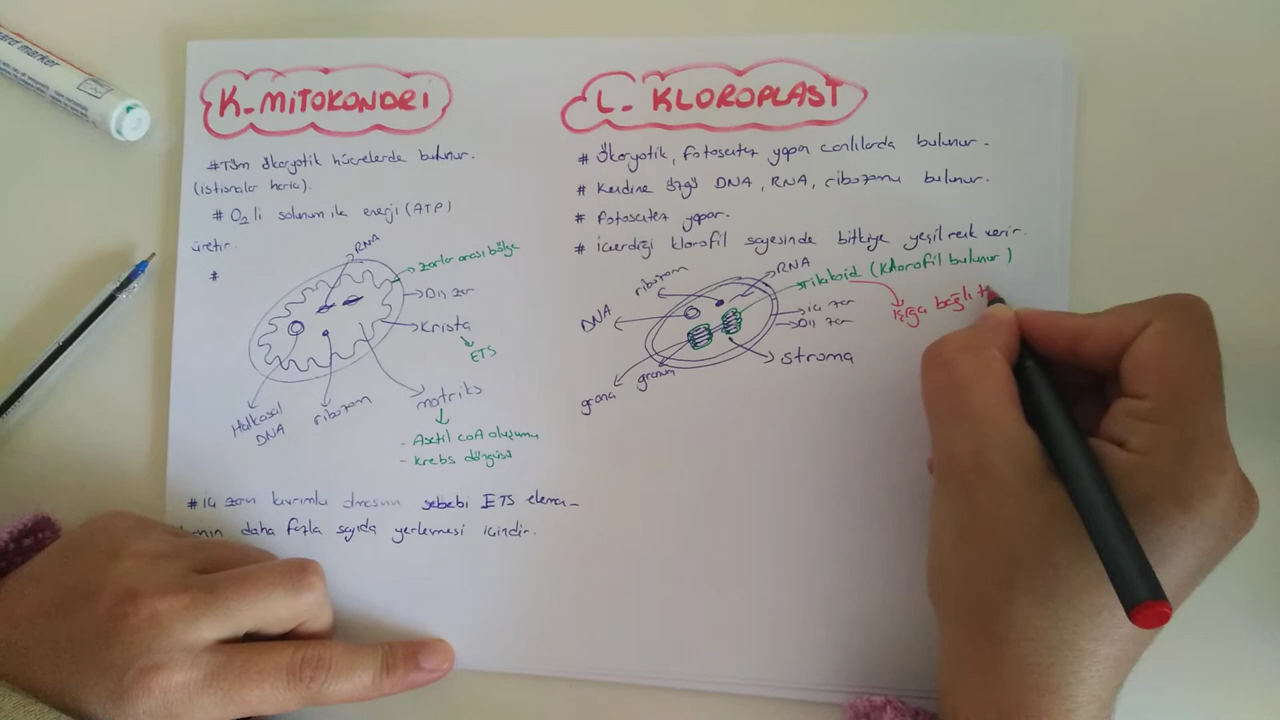 K-MİTOKONDRİ
#Tüm ökaryotik hücrelerde bulunur.
(istisnalar hariç).
# O2 li solunum ile enerji (ATP)
üretir.
#
RNA
zarlar arası bölge
Dış zar
Krista
ETS
matriks
- Asetil coA oluşumu
- Krebs döngüsü
ribozom
Halkasal
DNA
# iç zarın kıvrımlı olmasının sebebi ETS elema-
daha fazla sayıda yerleşmesi içindir.
L- KLOROPLAST
# Ökaryotik, fotosentez yapan canlılarda bulunur.
# Kendine özgü DNA, RNA, ribozomu bulunur.
# Fotosentez yapar.
# İçerdiği klorofil sayesinde bitkiye yeşil renk verir.
ribozom
RNA
tilakoid (klorofil bulunur)
ışığa bağlı
DNA
iç zar
Dış zar
stroma
granum
grana